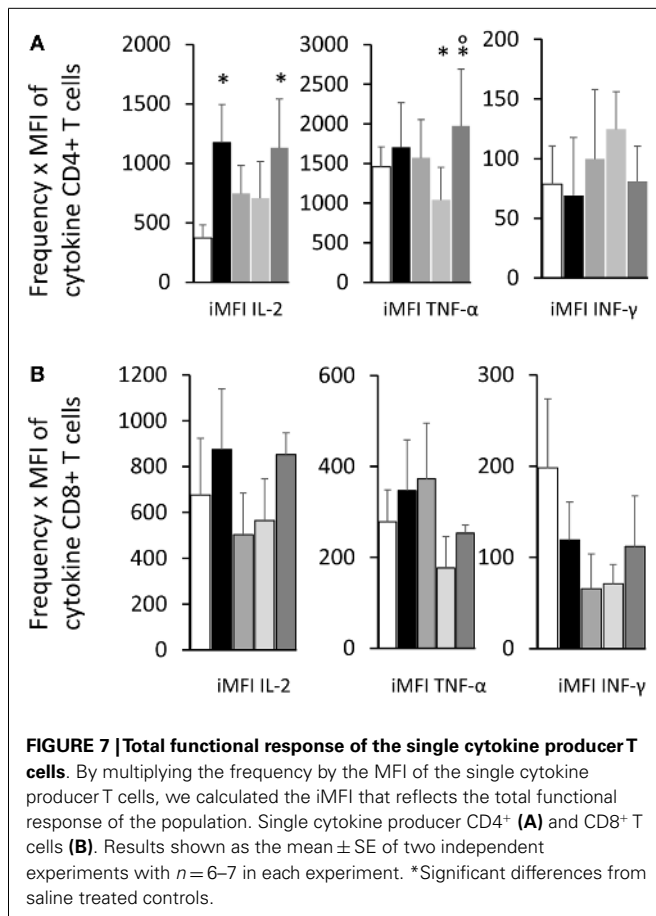 A
Frequency x MFI of
cytokine CD4+ T cells
1500
1000
500
0
* *
iMFI IL-2
3000
2500
2000
1500
1000
500
0
* °*
iMFI TNF-α
200
150
100
50
0
iMFI INF-γ
B
Frequency x MFI of
cytokine CD8+ T cells
1200
1000
800
600
400
200
0
iMFI IL-2
600
400
200
0
iMFI TNF-α
300
200
100
0
iMFI INF-γ
FIGURE 7 | Total functional response of the single cytokine producer T
cells. By multiplying the frequency by the MFI of the single cytokine
producer T cells, we calculated the iMFI that reflects the total functional
response of the population. Single cytokine producer CD4⁺ (A) and CD8⁺ T
cells (B). Results shown as the mean ± SE of two independent
experiments with n = 6–7 in each experiment. *Significant differences from
saline treated controls.